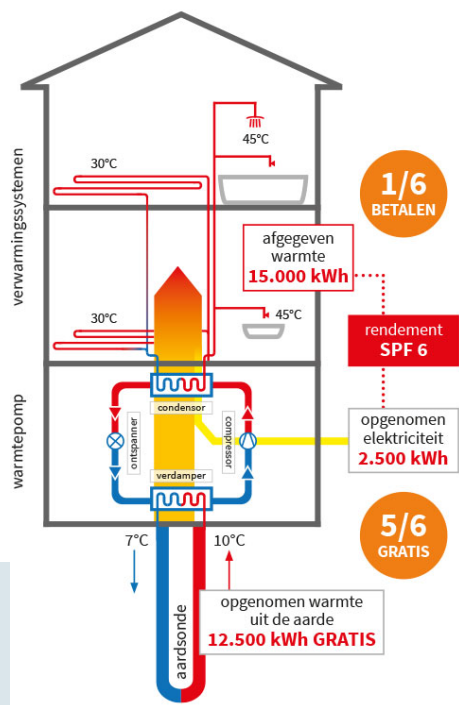 45°C
30°C
1/6
BETALEN
verwarmingssystemen
afgegeven
warmte
15.000 kWh
30°C
45°C
rendement
SPF 6
condensor
ontspanner
compressor
warmtepomp
opgenomen
elektriciteit
2.500 kWh
verdamper
5/6
GRATIS
7°C
10°C
aardsonde
opgenomen warmte
uit de aarde
12.500 kWh GRATIS